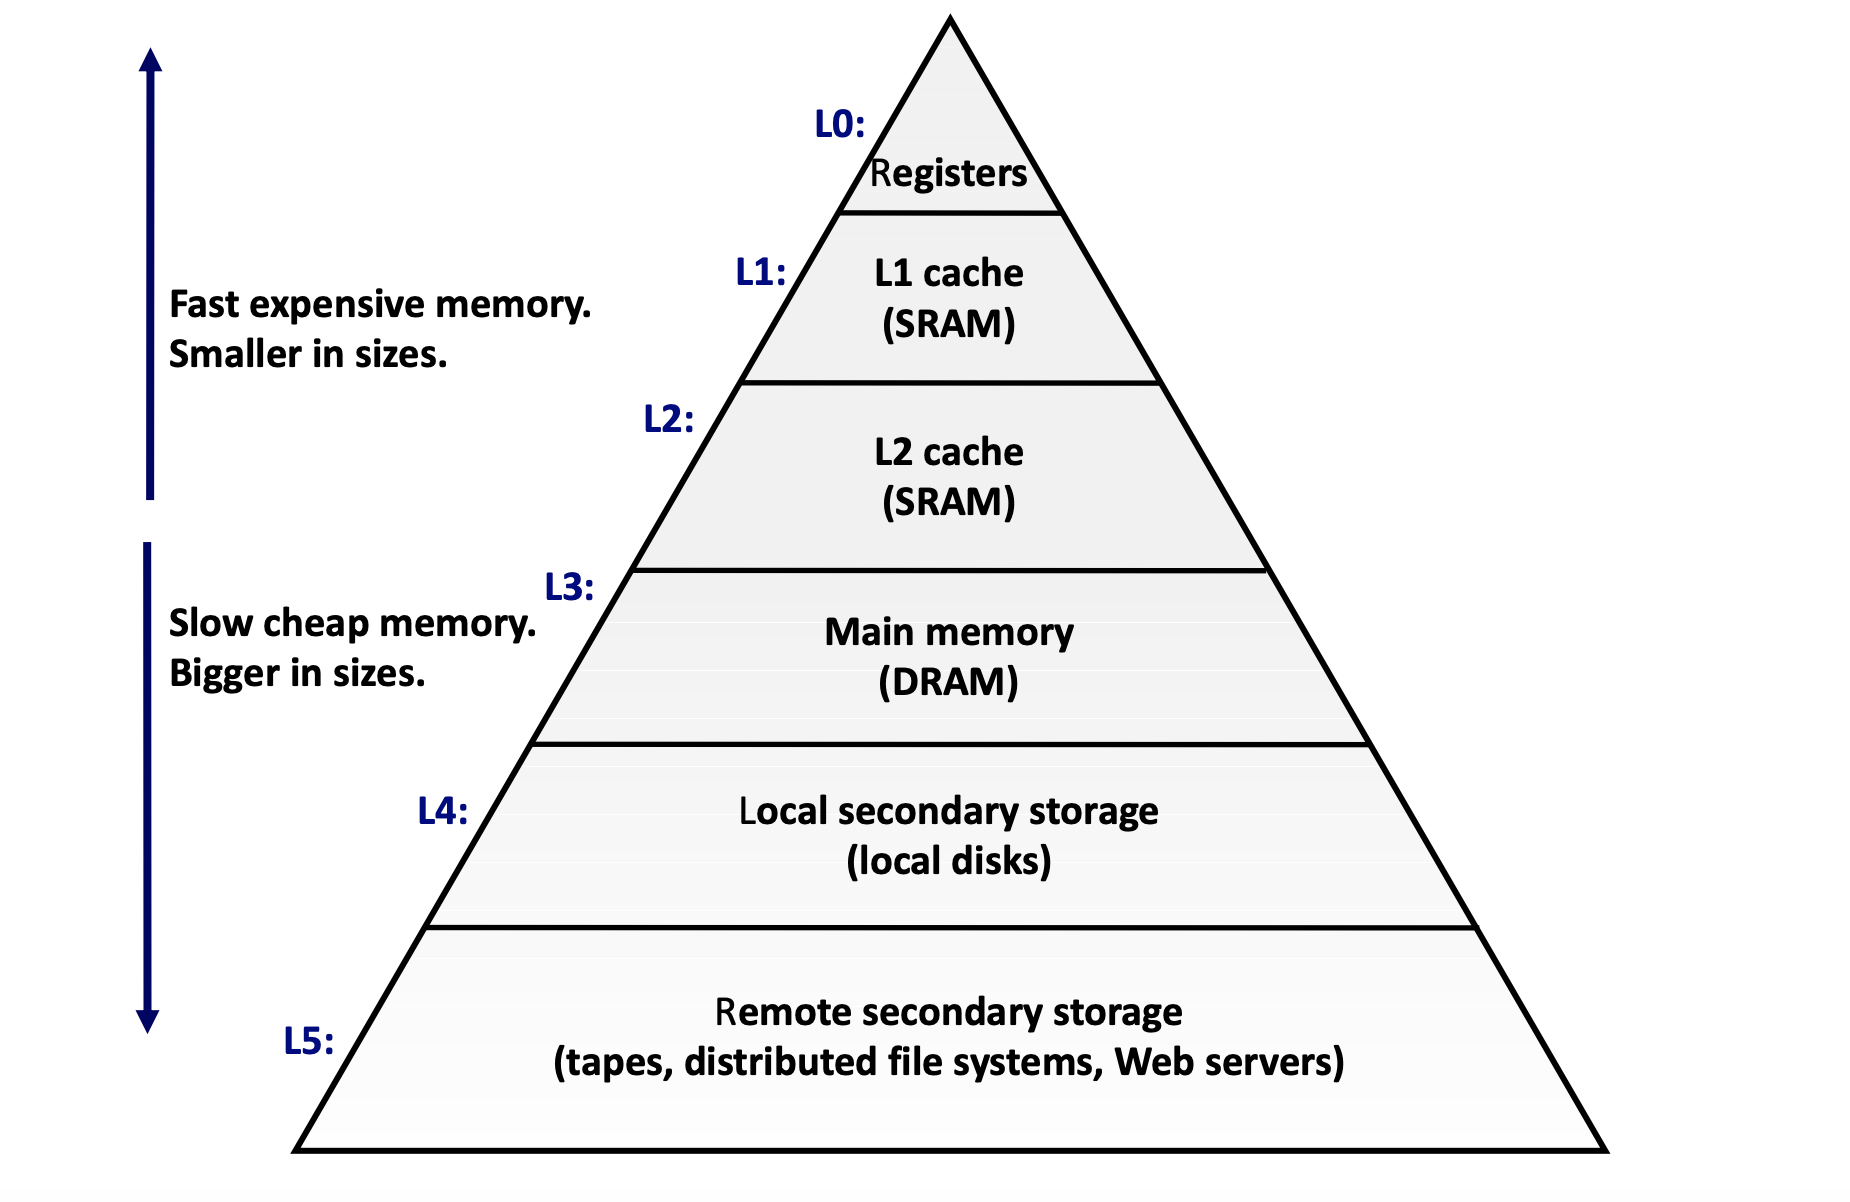 L0:
Registers
L1:
L1 cache
(SRAM)
Fast expensive memory.
Smaller in sizes.
L2:
L2 cache
(SRAM)
L3:
Main memory
(DRAM)
Slow cheap memory.
Bigger in sizes.
L4:
Local secondary storage
(local disks)
L5:
Remote secondary storage
(tapes, distributed file systems, Web servers)